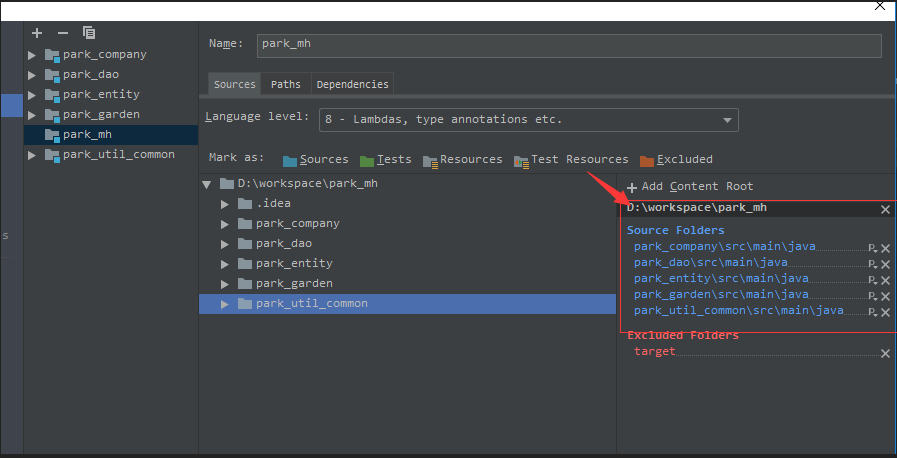 Name: park_mh
park_company
park_dao
park_entity
park_garden
park_mh
park_util_common
Sources Paths Dependencies
Language level: 8 - Lambdas, type annotations etc.
Mark as: Sources Tests Resources Test Resources Excluded
D:\workspace\park_mh
.idea
park_company
park_dao
park_entity
park_garden
park_util_common
Add Content Root
D:\workspace\park_mh
Source Folders
park_company\src\main\java P
park_dao\src\main\java P
park_entity\src\main\java P
park_garden\src\main\java P
park_util_common\src\main\java P
Excluded Folders
target
s